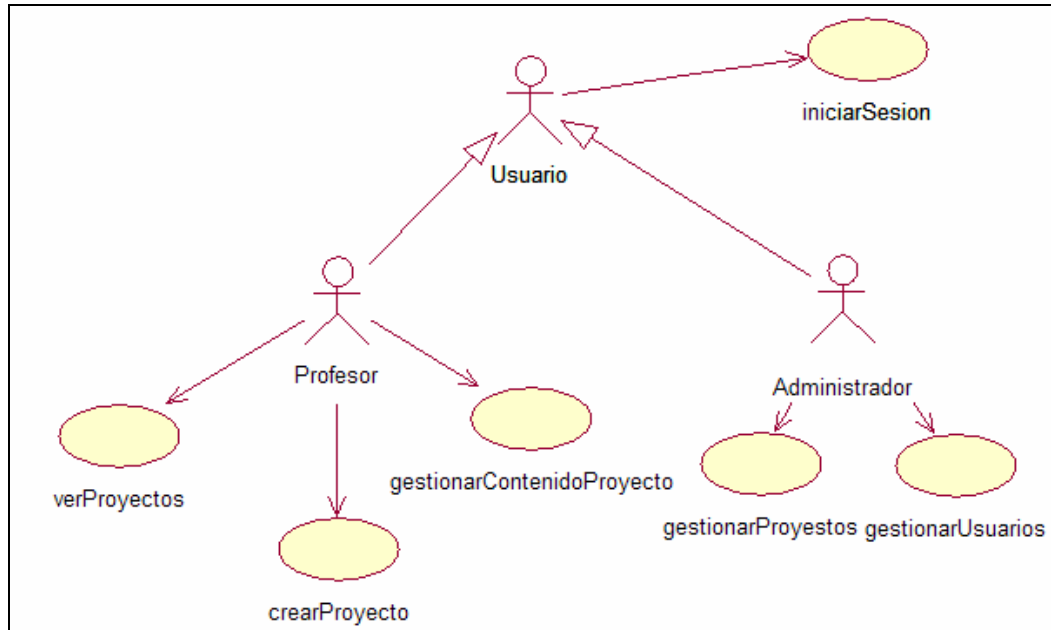 iniciarSesion
Usuario
Profesor
Administrador
verProyectos
gestionarContenidoProyecto
gestionarProyestos
gestionarUsuarios
crearProyecto